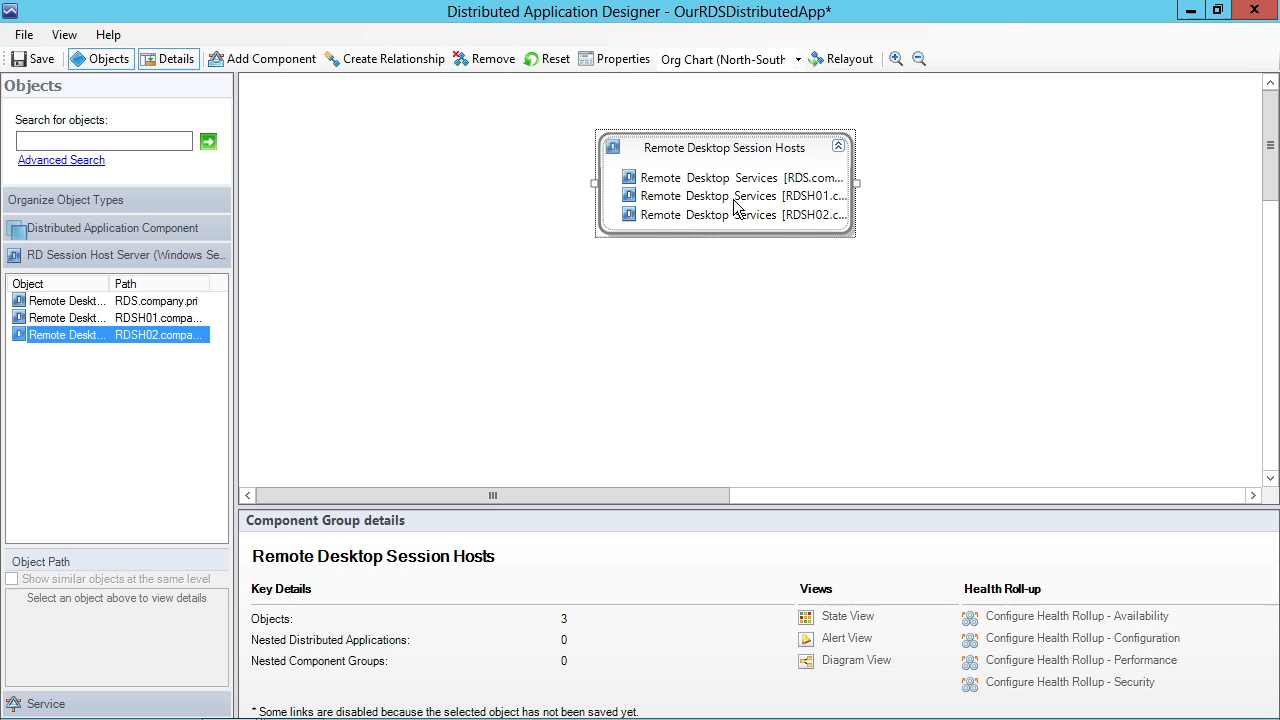 Distributed Application Designer - OurRDSDistributedApp*
File View Help
Save Objects Details Add Component Create Relationship Remove Reset Properties Org Chart (North-South Relayout
Objects
Search for objects:
Advanced Search
Organize Object Types
Distributed Application Component
RD Session Host Server (Windows Se...
Object Path
Remote Deskt... RDS.company.pri
Remote Deskt... RDSH01.compa...
Remote Deskt... RDSH02.compa...
Object Path
Show similar objects at the same level
Select an object above to view details
Service
Remote Desktop Session Hosts
Remote Desktop Services [RDS.com...
Remote Desktop Services [RDSH01.c...
Remote Desktop Services [RDSH02.c...
Component Group details
Remote Desktop Session Hosts
Key Details Views Health Roll-up
Objects: 3 State View Configure Health Rollup - Availability
Nested Distributed Applications: 0 Alert View Configure Health Rollup - Configuration
Nested Component Groups: 0 Diagram View Configure Health Rollup - Performance
Configure Health Rollup - Security
* Some links are disabled because the selected object has not been saved yet.